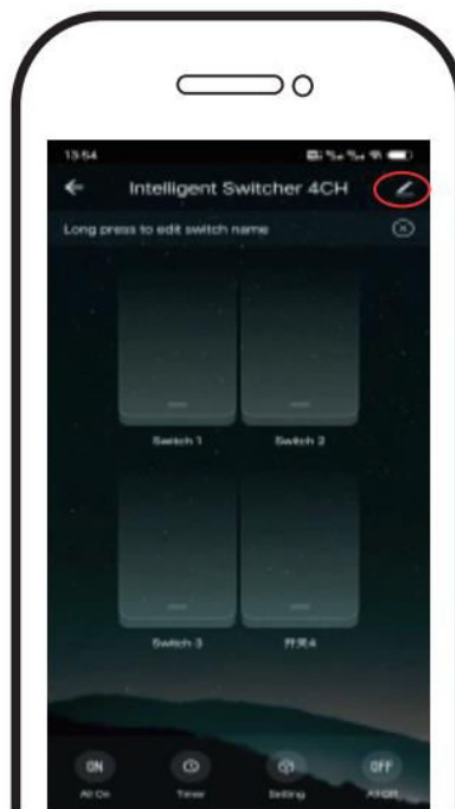 13:54
Intelligent Switcher 4CH
Long press to edit switch name
Switch 1 Switch 2
Switch 3 开关4
ON OFF
All On Timer Setting All Off